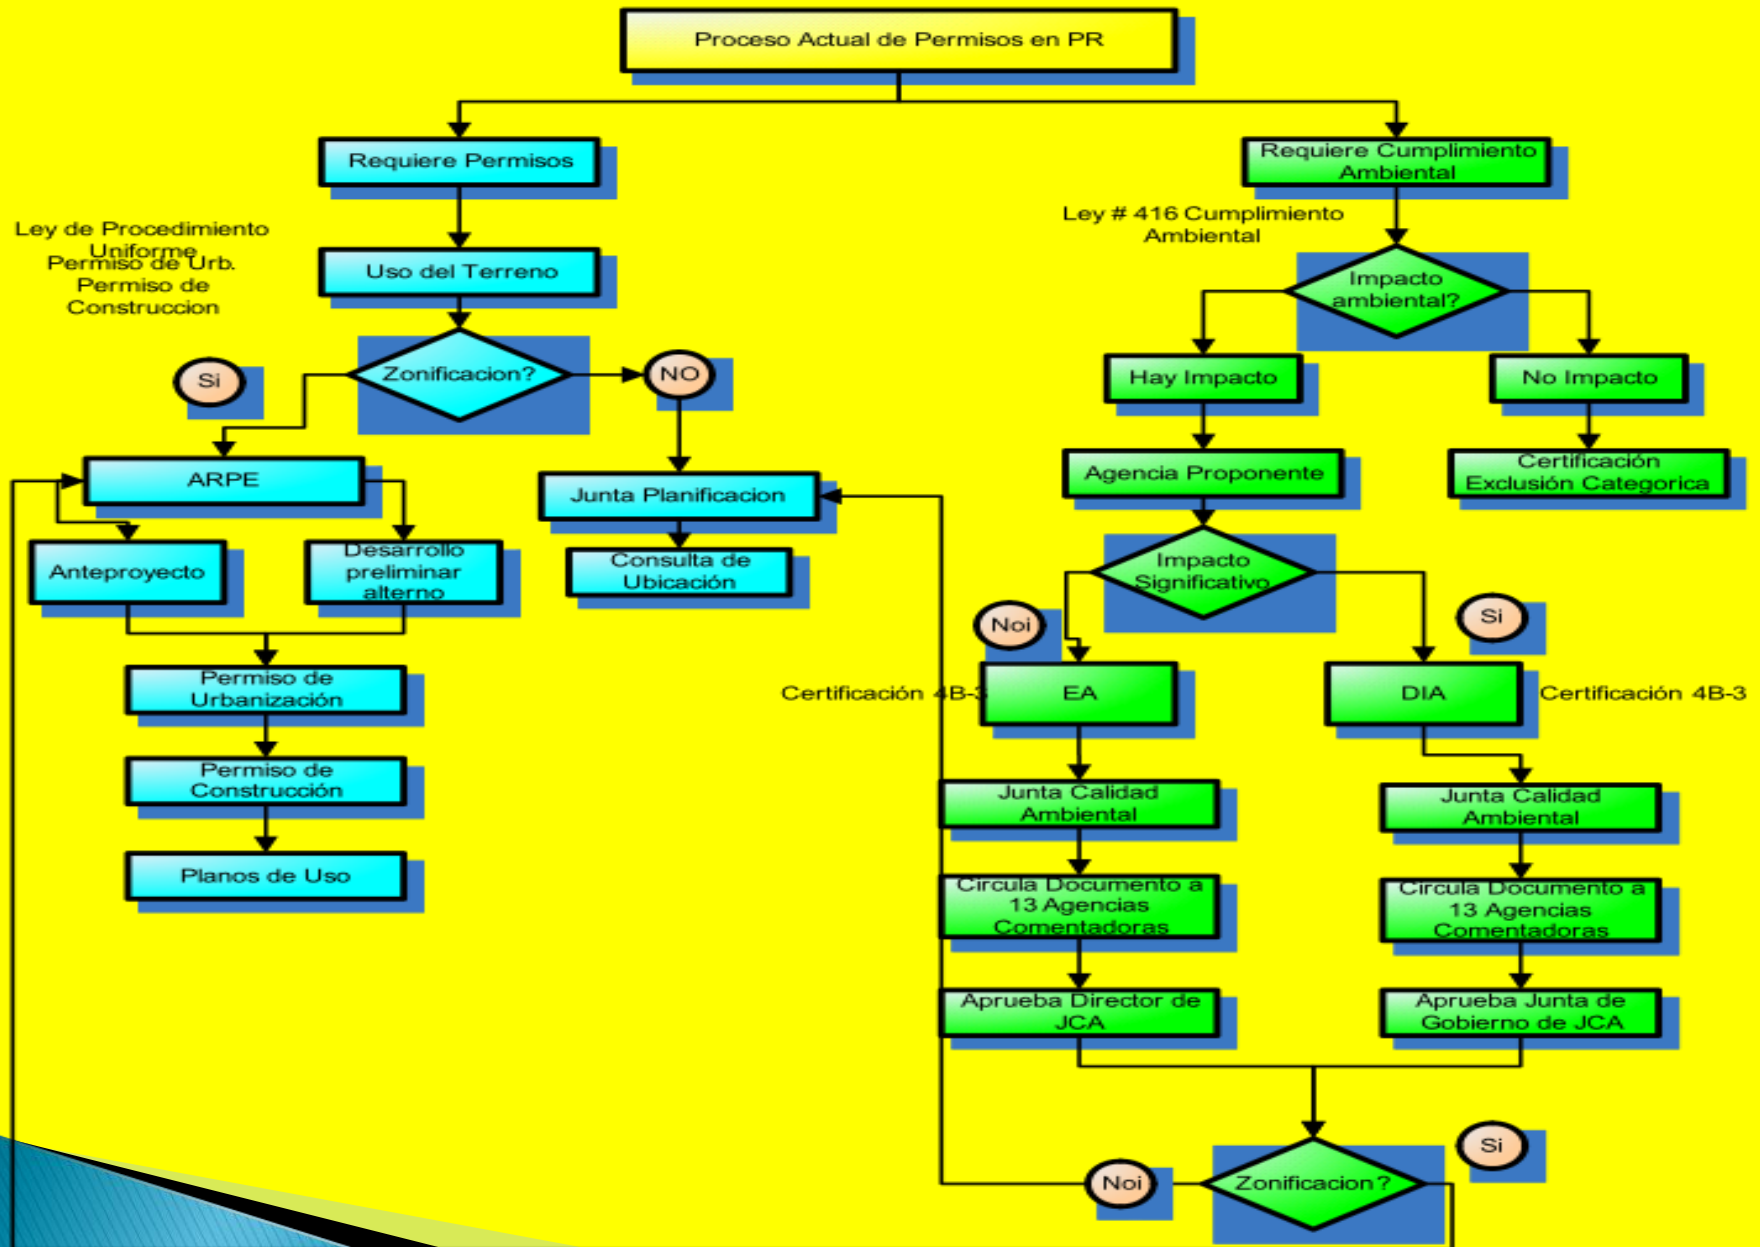 Proceso Actual de Permisos en PR
Requiere Permisos
Requiere Cumplimiento
Ambiental
Ley de Procedimiento
Uniforme
Permiso de Urb.
Permiso de
Construccion
Ley # 416 Cumplimiento
Ambiental
Uso del Terreno
Impacto
ambiental?
Si
Zonificacion?
NO
Hay Impacto
No Impacto
ARPE
Junta Planificacion
Agencia Proponente
Certificación
Exclusión Categorica
Anteproyecto
Desarrollo
preliminar
alterno
Consulta de
Ubicación
Impacto
Significativo
Noi
Si
Permiso de
Urbanización
Certificación 4B-3
EA
DIA
Certificación 4B-3
Permiso de
Construcción
Junta Calidad
Ambiental
Junta Calidad
Ambiental
Planos de Uso
Circula Documento a
13 Agencias
Comentadoras
Circula Documento a
13 Agencias
Comentadoras
Aprueba Director de
JCA
Aprueba Junta de
Gobierno de JCA
Noi
Zonificacion?
Si